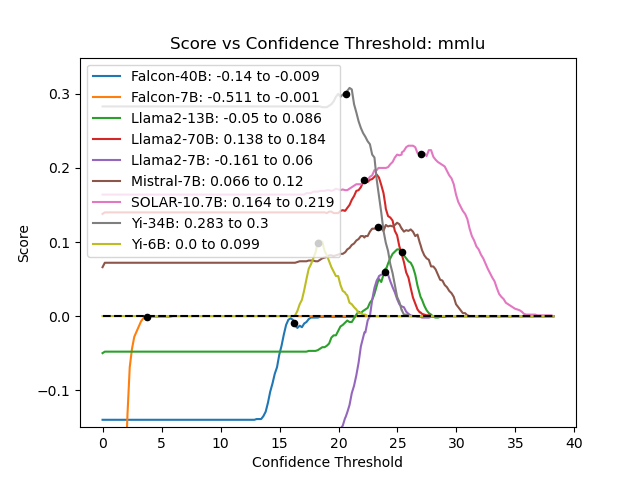 Score vs Confidence Threshold: mmlu
Falcon-40B: -0.14 to -0.009
Falcon-7B: -0.511 to -0.001
Llama2-13B: -0.05 to 0.086
Llama2-70B: 0.138 to 0.184
Llama2-7B: -0.161 to 0.06
Mistral-7B: 0.066 to 0.12
SOLAR-10.7B: 0.164 to 0.219
Yi-34B: 0.283 to 0.3
Yi-6B: 0.0 to 0.099
Score
0.3
0.2
0.1
0.0
−0.1
0 5 10 15 20 25 30 35 40
Confidence Threshold